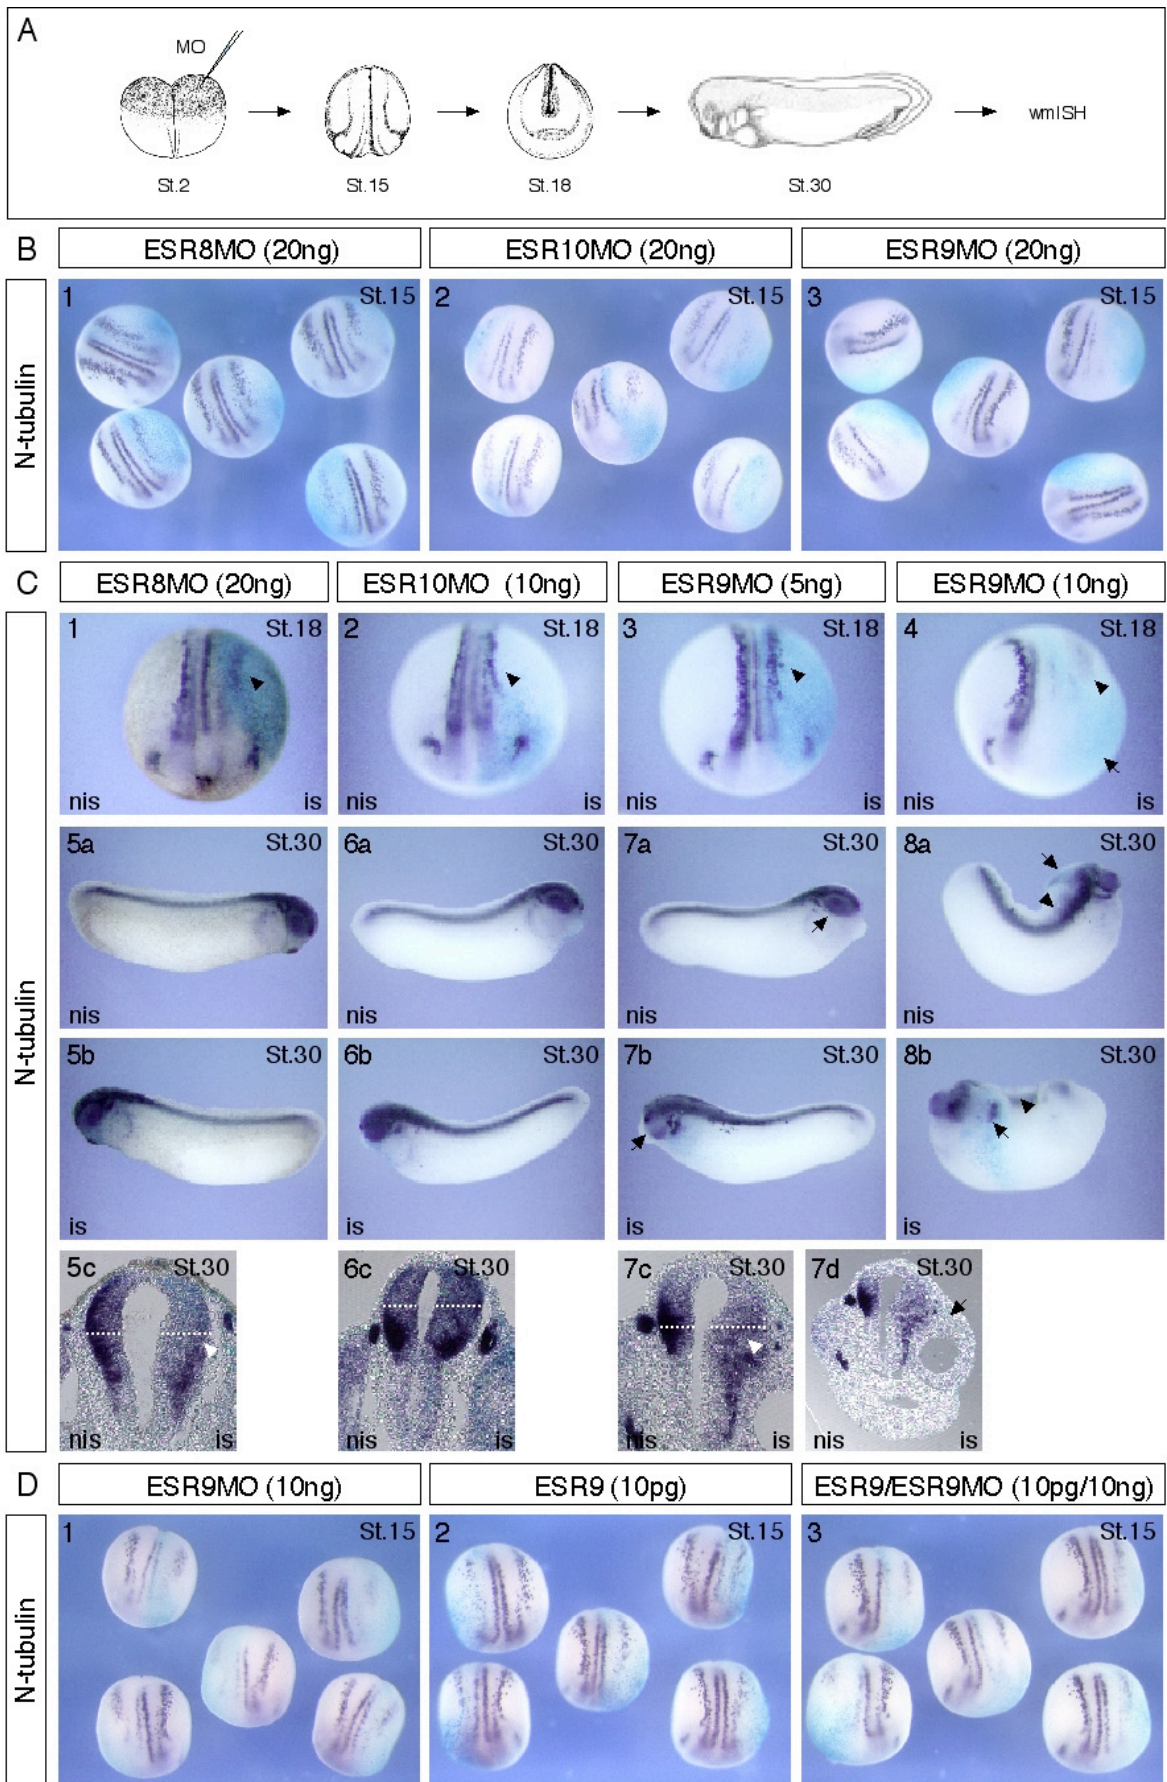 A
MO
wmISH
St.2
St.15
St.18
St.30
B
ESR8MO (20ng)
ESR10MO (20ng)
ESR9MO (20ng)
N-tubulin
1
St.15
2
St.15
3
St.15
C
ESR8MO (20ng)
ESR10MO (10ng)
ESR9MO (5ng)
ESR9MO (10ng)
N-tubulin
1
St.18
nis
is
2
St.18
3
St.18
nis
is
4
St.18
nis
is
5a
St.30
nis
6a
St.30
nis
7a
St.30
nis
8a
St.30
nis
5b
St.30
is
6b
St.30
is
7b
St.30
is
8b
St.30
is
5c
St.30
nis
is
6c
St.30
nis
is
7c
St.30
nis
is
7d
St.30
nis
is
D
ESR9MO (10ng)
ESR9 (10pg)
ESR9/ESR9MO (10pg/10ng)
N-tubulin
1
St.15
2
St.15
3
St.15